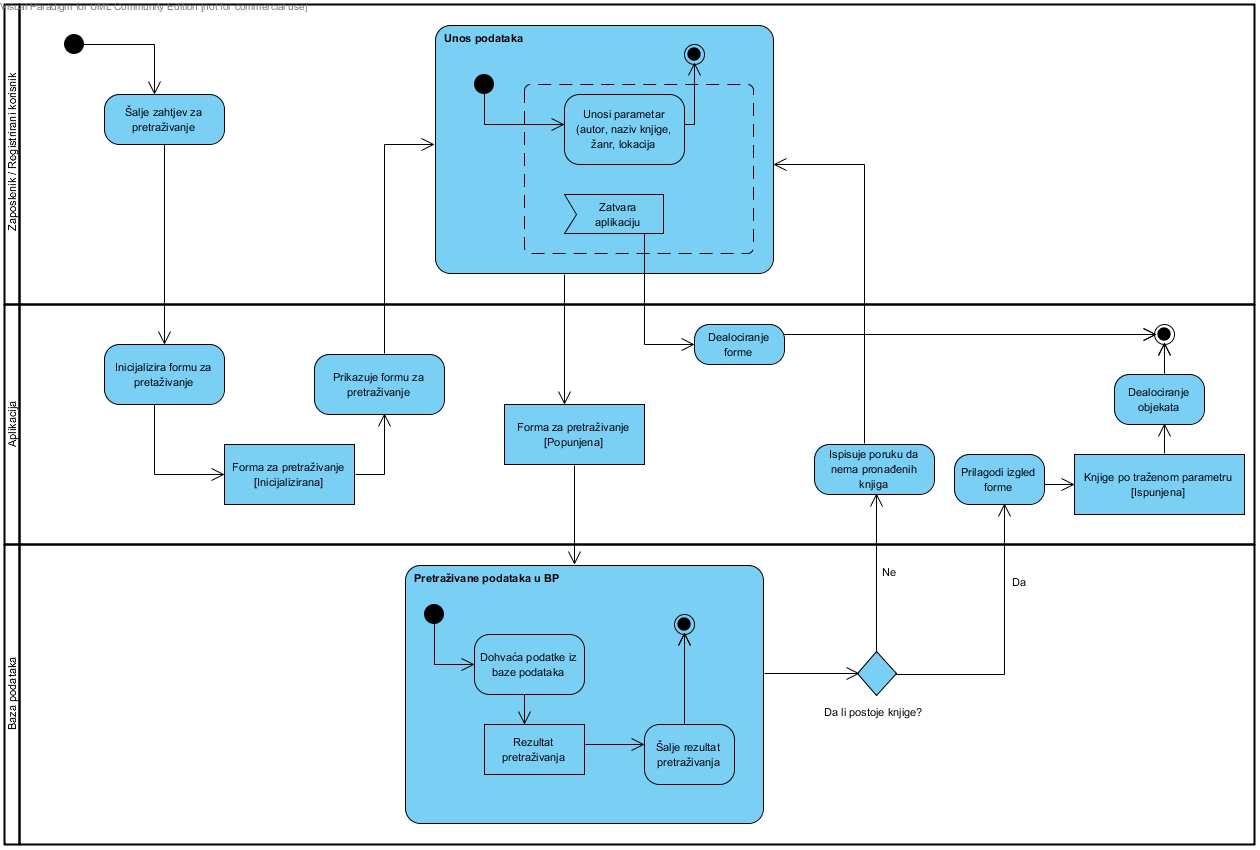 Visual Paradigm for UML Community Edition [not for commercial use]
Zaposlenik / Registrirani korisnik
Šalje zahtjev za
pretraživanje
Unos podataka
Unosi parametar
(autor, naziv knjige,
žanr, lokacija
Zatvara
aplikaciju
Aplikacija
Inicijalizira formu za
pretaživanje
Forma za pretraživanje
[Inicijalizirana]
Prikazuje formu za
pretraživanje
Forma za pretraživanje
[Popunjena]
Dealociranje
forme
Ispisuje poruku da
nema pronađenih
knjiga
Prilagodi izgled
forme
Knjige po traženom parametru
[Ispunjena]
Dealociranje
objekata
Baza podataka
Pretraživane podataka u BP
Dohvaća podatke iz
baze podataka
Rezultat
pretraživanja
Šalje rezultat
pretraživanja
Ne
Da
Da li postoje knjige?